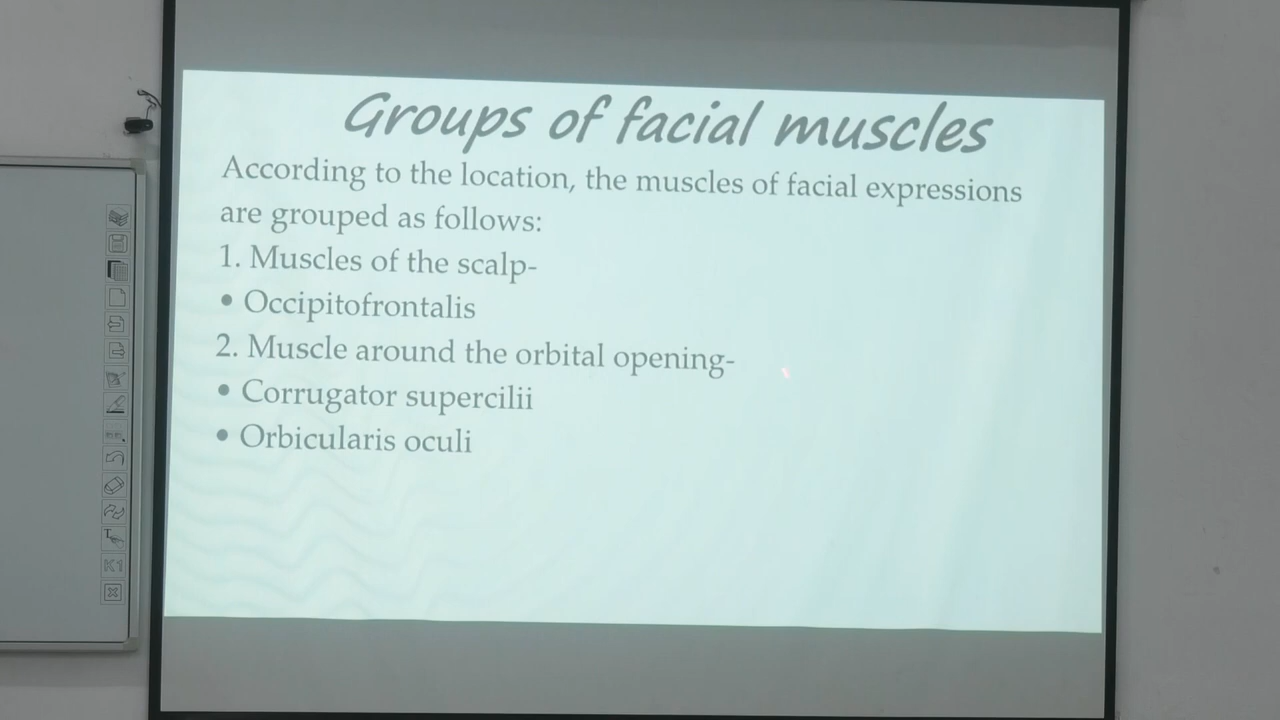 Groups of facial muscles
According to the location, the muscles of facial expressions
are grouped as follows:
1. Muscles of the scalp-
• Occipitofrontalis
2. Muscle around the orbital opening-
• Corrugator supercilii
• Orbicularis oculi
K1